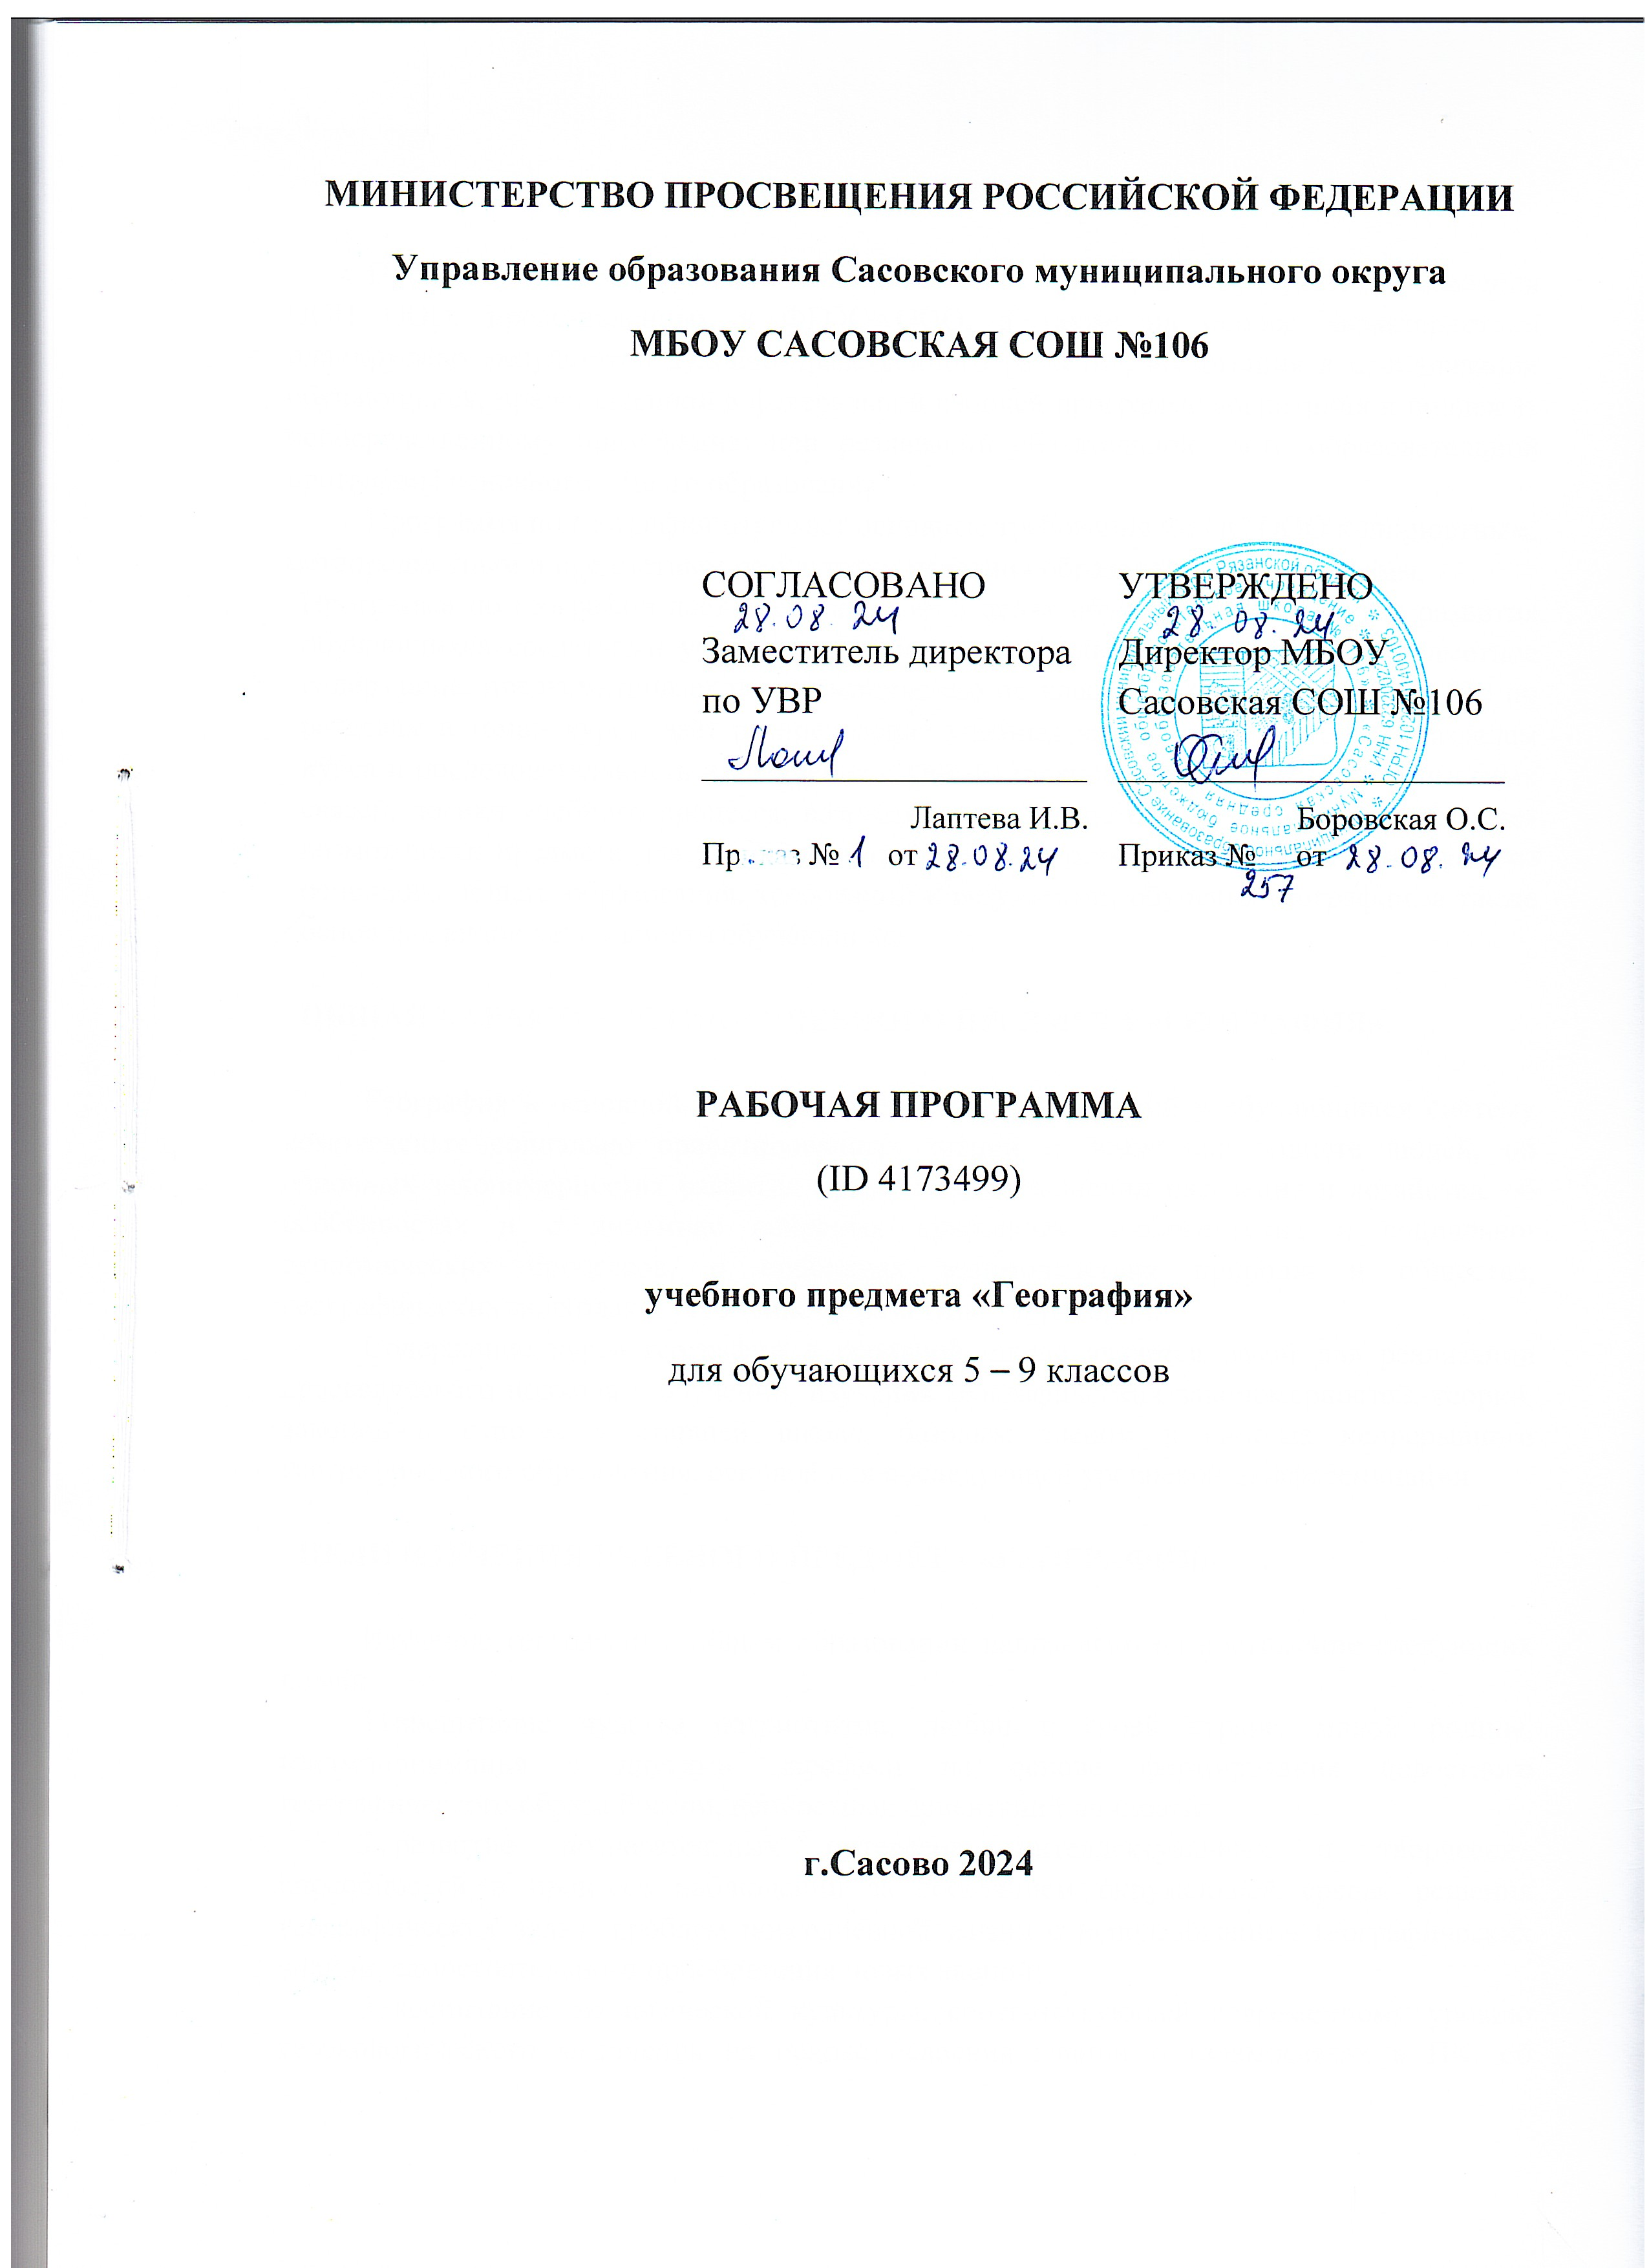 МИНИСТЕРСТВО ПРОСВЕЩЕНИЯ РОССИЙСКОЙ ФЕДЕРАЦИИ
Управление образования Сасовского муниципального округа
МБОУ САСОВСКАЯ СОШ №106
СОГЛАСОВАНО
28.08.24
Заместитель директора
по УВР
Лаптева И.В.
№ 1 от 28.08.24
УТВЕРЖДЕНО
28.08.24
Директор МБОУ
Сасовская СОШ №106
Боровская О.С.
Приказ № от 28.08.24
257
РАБОЧАЯ ПРОГРАММА
(ID 4173499)
учебного предмета «География»
для обучающихся 5 – 9 классов
г.Сасово 2024